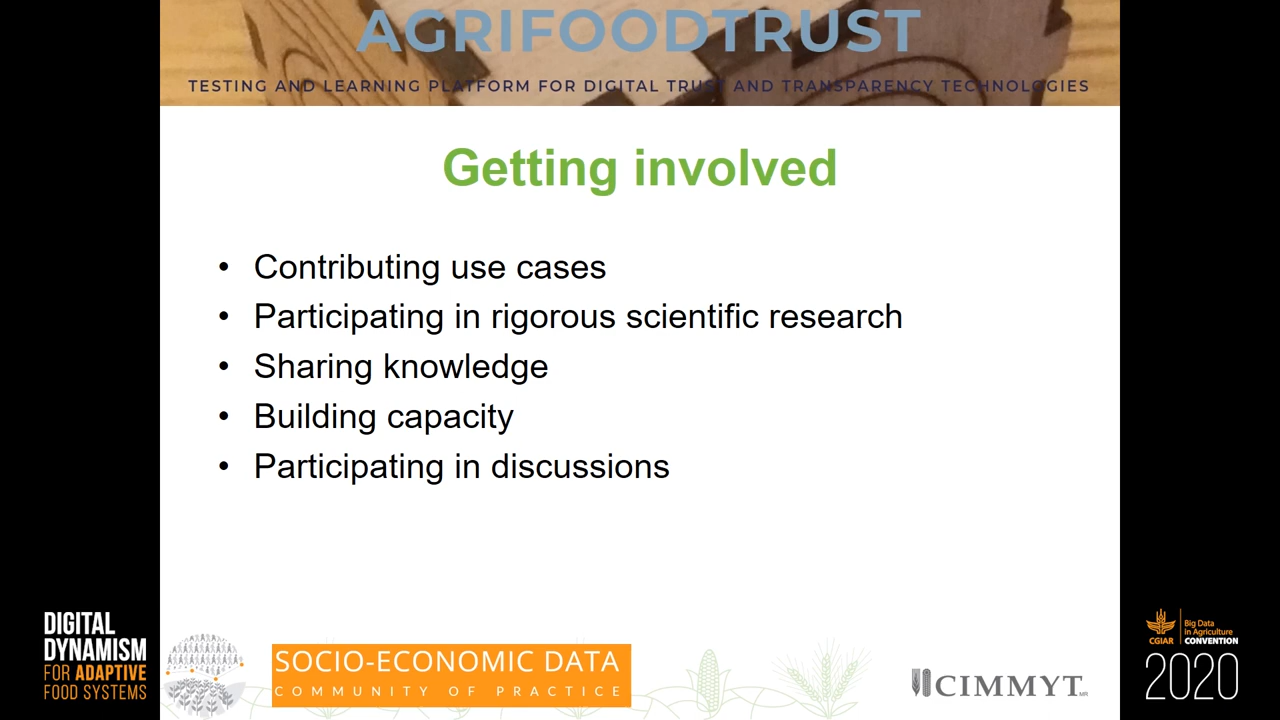 AGRIFOODTRUST
TESTING AND LEARNING PLATFORM FOR DIGITAL TRUST AND TRANSPARENCY TECHNOLOGIES
Getting involved
• Contributing use cases
• Participating in rigorous scientific research
• Sharing knowledge
• Building capacity
• Participating in discussions
DIGITAL
DYNAMISM
FOR ADAPTIVE
FOOD SYSTEMS
SOCIO-ECONOMIC DATA
COMMUNITY OF PRACTICE
CIMMYT MR
CGIAR
Big Data
in Agriculture
CONVENTION
2020